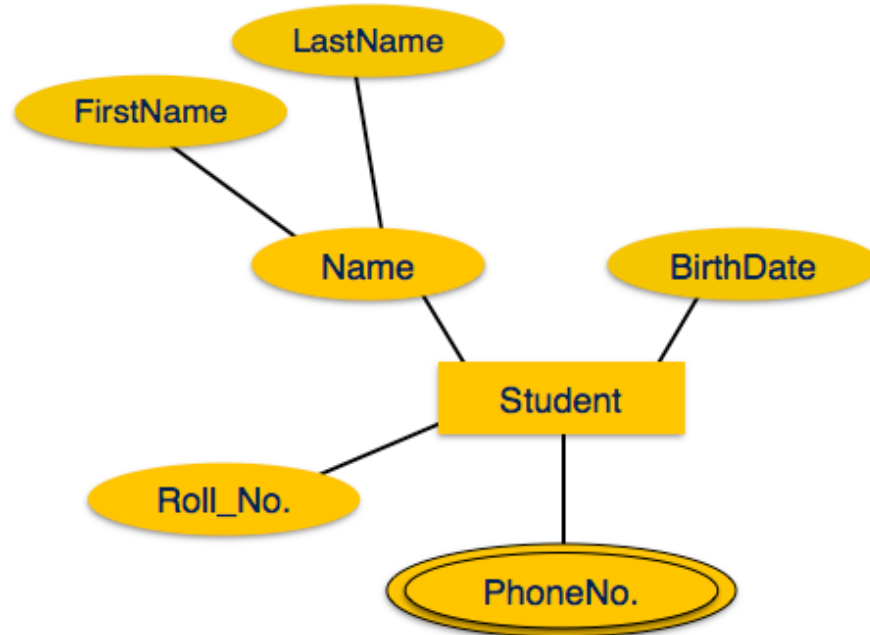 LastName
FirstName
Name
BirthDate
Student
Roll_No.
PhoneNo.